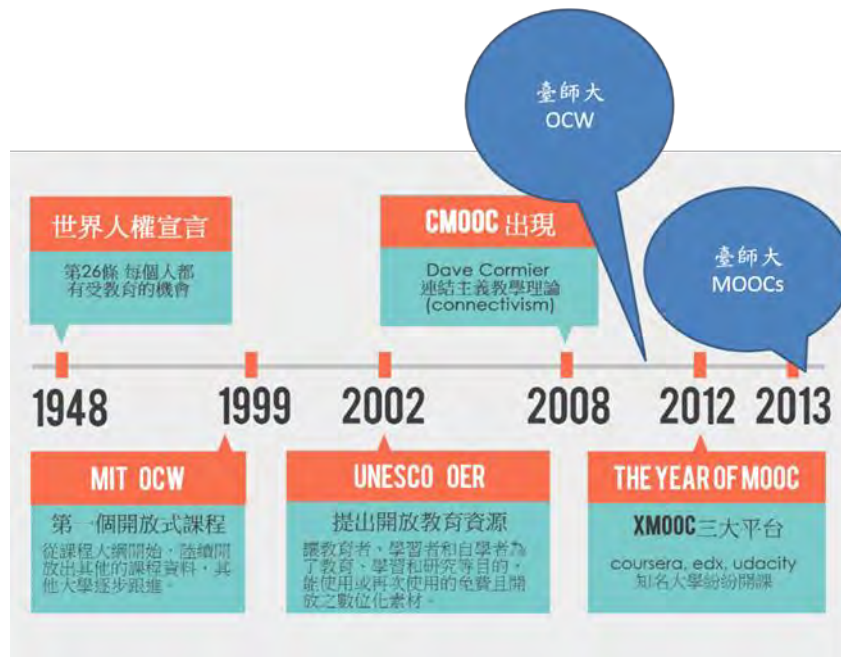 臺師大
OCW
臺師大
MOOCs
世界人權宣言
第26條 每個人都
有受教育的機會
CMOOC 出現
Dave Cormier
連結主義教學理論
(connectivism)
1948
1999
2002
2008
2012
2013
MIT OCW
第一個開放式課程
從課程大綱開始，陸續開
放出其他的課程資料，其
他大學逐步跟進。
UNESCO OER
提出開放教育資源
讓教育者、學習者和自學者為
了教育、學習和研究等目的，
能使用或再次使用的免費且開
放之數位化素材。
THE YEAR OF MOOC
XMOOC三大平台
coursera, edx, udacity
知名大學紛紛開課